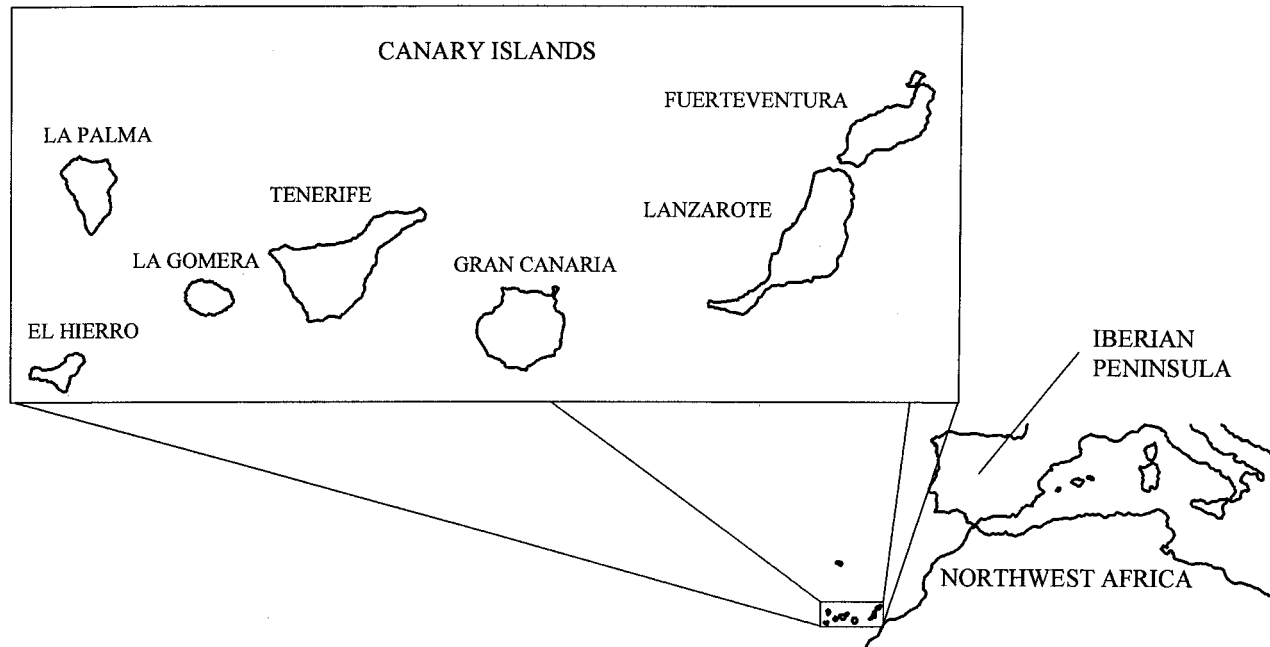 CANARY ISLANDS
FUERTEVENTURA
LA PALMA
TENERIFE
LANZAROTE
LA GOMERA
GRAN CANARIA
EL HIERRO
IBERIAN
PENINSULA
NORTHWEST AFRICA